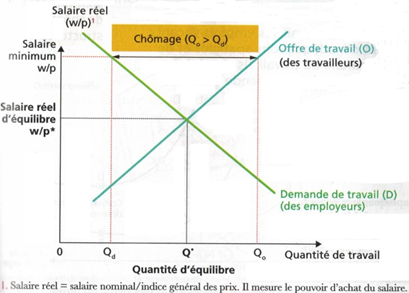 Salaire réel
(w/p)¹
Chômage (Qₒ > Q_d)
Salaire
minimum
w/p
Offre de travail (O)
(des travailleurs)
Salaire réel
d'équilibre
w/p*
Demande de travail (D)
(des employeurs)
0
Q_d
Q*
Qₒ
Quantité de travail
Quantité d'équilibre
1. Salaire réel = salaire nominal/indice général des prix. Il mesure le pouvoir d'achat du salaire.